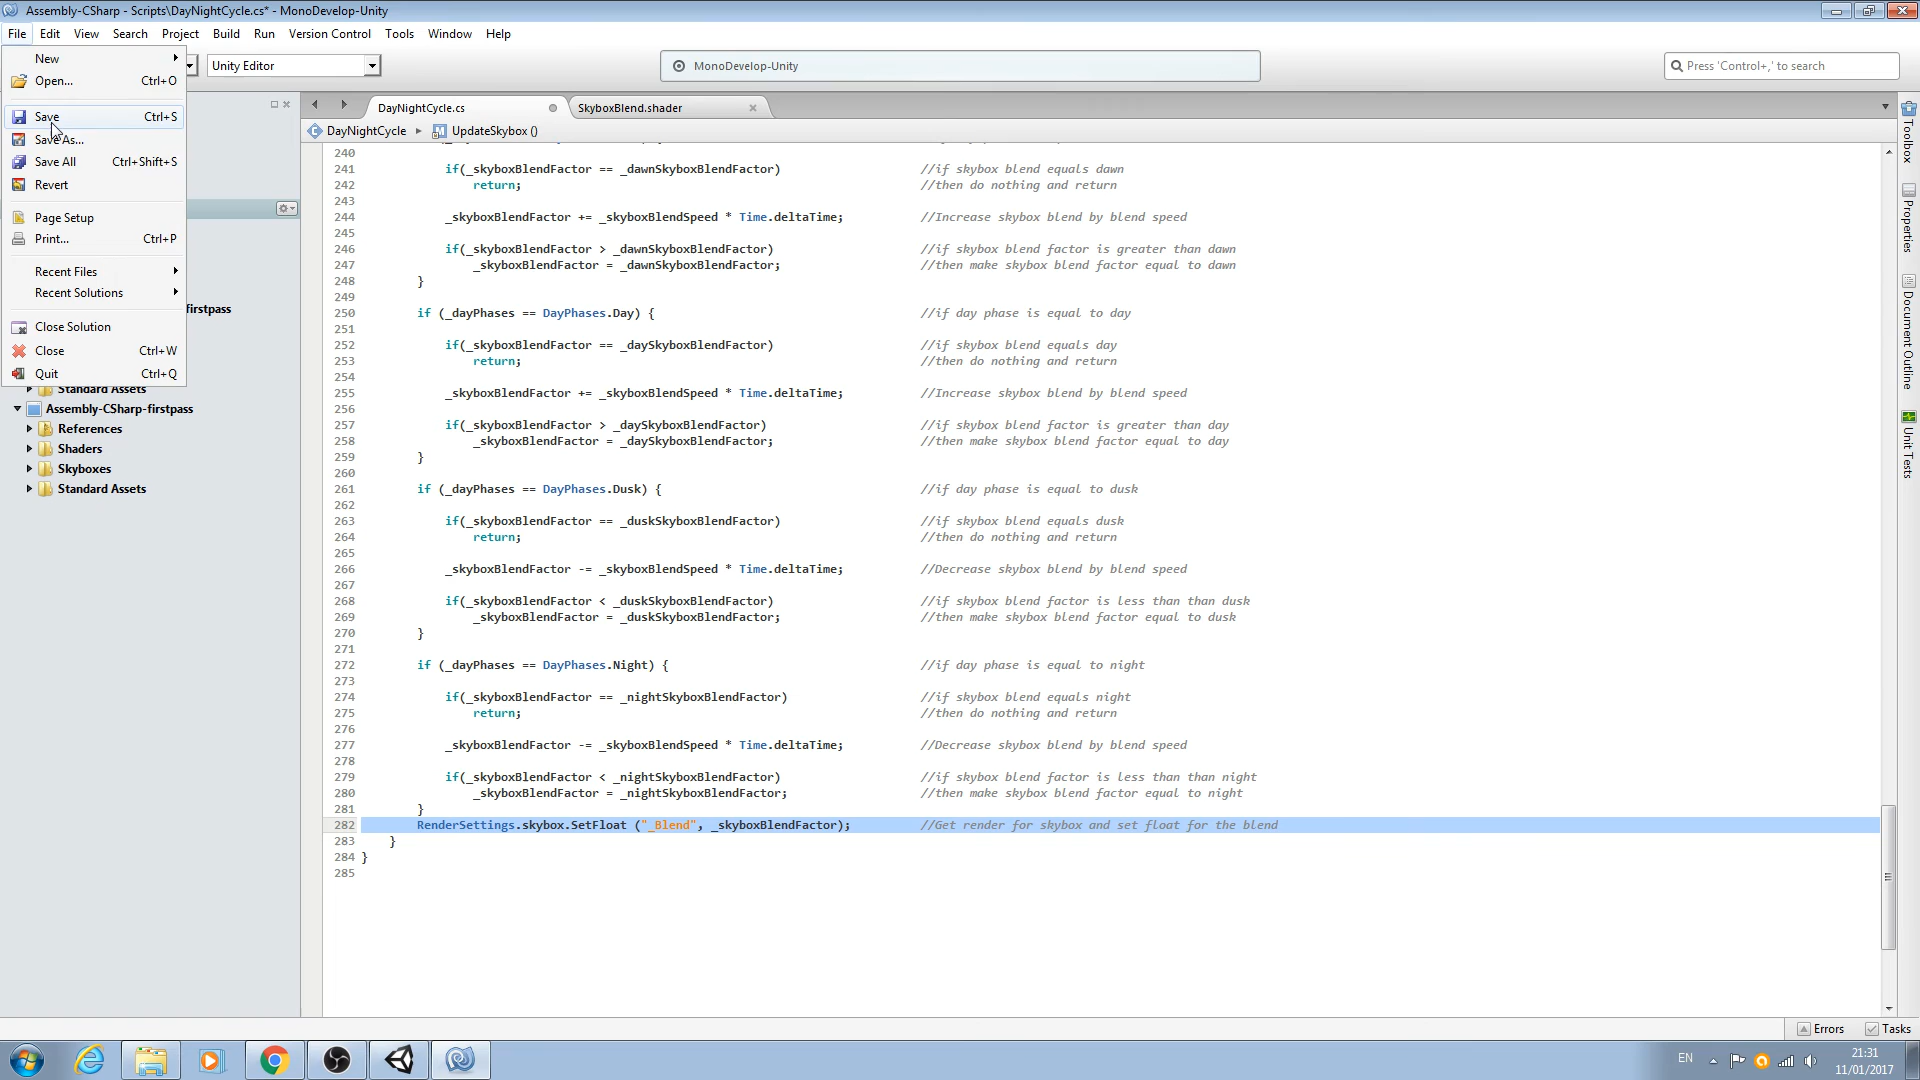 Assembly-CSharp - Scripts\DayNightCycle.cs* - MonoDevelop-Unity
File Edit View Search Project Build Run Version Control Tools Window Help
New
Open... Ctrl+O
Save Ctrl+S
Save As...
Save All Ctrl+Shift+S
Revert
Page Setup
Print... Ctrl+P
Recent Files
Recent Solutions
Close Solution
Close Ctrl+W
Quit Ctrl+Q
Unity Editor
MonoDevelop-Unity
Press 'Control+,' to search
firstpass
Standard Assets
Assembly-CSharp-firstpass
References
Shaders
Skyboxes
Standard Assets
DayNightCycle.cs
SkyboxBlend.shader
DayNightCycle UpdateSkybox ()
240
241 if(_skyboxBlendFactor == _dawnSkyboxBlendFactor) //if skybox blend equals dawn
242 return; //then do nothing and return
243
244 _skyboxBlendFactor += _skyboxBlendSpeed * Time.deltaTime; //Increase skybox blend by blend speed
245
246 if(_skyboxBlendFactor > _dawnSkyboxBlendFactor) //if skybox blend factor is greater than dawn
247 _skyboxBlendFactor = _dawnSkyboxBlendFactor; //then make skybox blend factor equal to dawn
248 }
249
250 if (_dayPhases == DayPhases.Day) { //if day phase is equal to day
251
252 if(_skyboxBlendFactor == _daySkyboxBlendFactor) //if skybox blend equals day
253 return; //then do nothing and return
254
255 _skyboxBlendFactor += _skyboxBlendSpeed * Time.deltaTime; //Increase skybox blend by blend speed
256
257 if(_skyboxBlendFactor > _daySkyboxBlendFactor) //if skybox blend factor is greater than day
258 _skyboxBlendFactor = _daySkyboxBlendFactor; //then make skybox blend factor equal to day
259 }
260
261 if (_dayPhases == DayPhases.Dusk) { //if day phase is equal to dusk
262
263 if(_skyboxBlendFactor == _duskSkyboxBlendFactor) //if skybox blend equals dusk
264 return; //then do nothing and return
265
266 _skyboxBlendFactor -= _skyboxBlendSpeed * Time.deltaTime; //Decrease skybox blend by blend speed
267
268 if(_skyboxBlendFactor < _duskSkyboxBlendFactor) //if skybox blend factor is less than than dusk
269 _skyboxBlendFactor = _duskSkyboxBlendFactor; //then make skybox blend factor equal to dusk
270 }
271
272 if (_dayPhases == DayPhases.Night) { //if day phase is equal to night
273
274 if(_skyboxBlendFactor == _nightSkyboxBlendFactor) //if skybox blend equals night
275 return; //then do nothing and return
276
277 _skyboxBlendFactor -= _skyboxBlendSpeed * Time.deltaTime; //Decrease skybox blend by blend speed
278
279 if(_skyboxBlendFactor < _nightSkyboxBlendFactor) //if skybox blend factor is less than than night
280 _skyboxBlendFactor = _nightSkyboxBlendFactor; //then make skybox blend factor equal to night
281 }
282 RenderSettings.skybox.SetFloat ("_Blend", _skyboxBlendFactor); //Get render for skybox and set float for the blend
283 }
284 }
285
Toolbox
Properties
Document Outline
Unit Tests
Errors Tasks
EN
21:31
11/01/2017